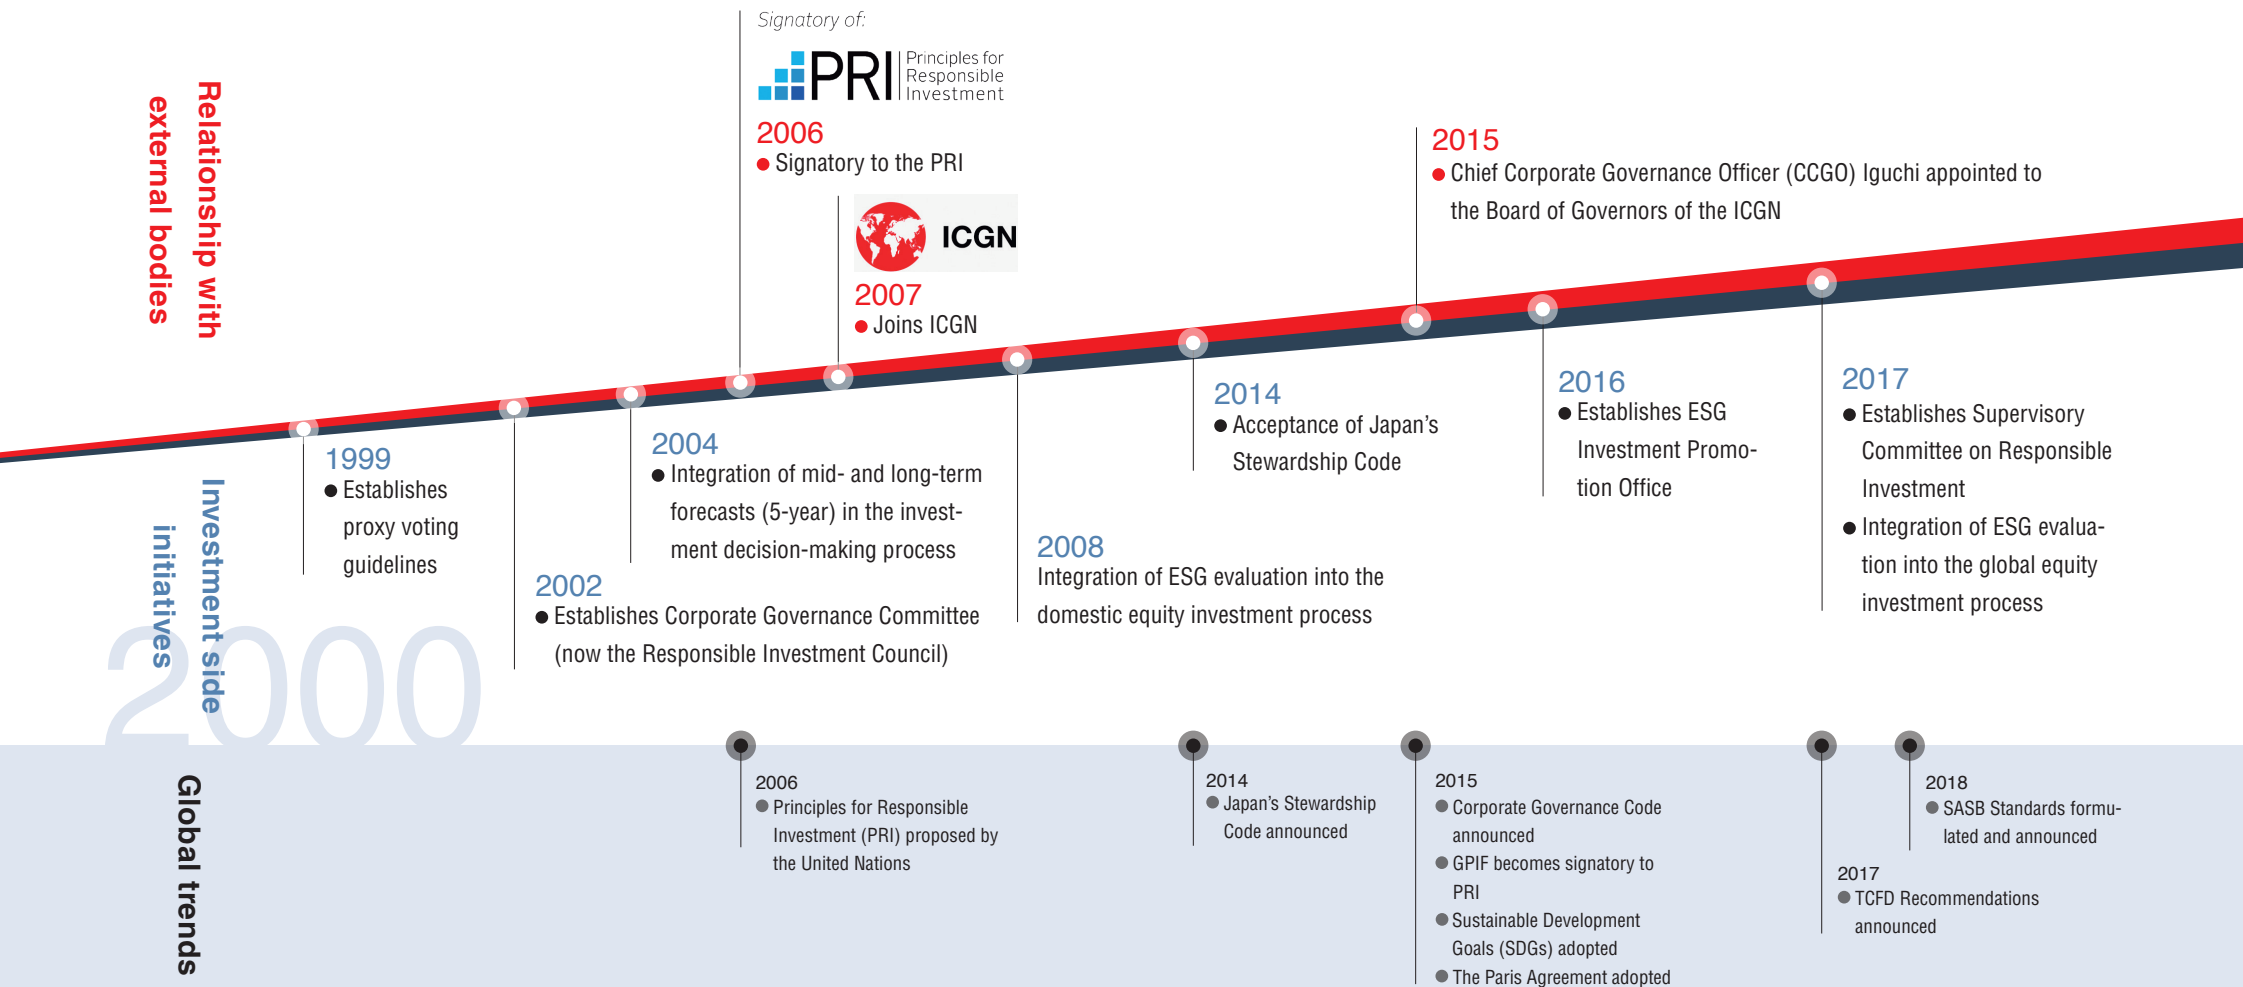 Relationship with
external bodies
Signatory of:
PRI
Principles for
Responsible
Investment
2006
● Signatory to the PRI
ICGN
2007
● Joins ICGN
2015
● Chief Corporate Governance Officer (CCGO) Iguchi appointed to
the Board of Governors of the ICGN
Investment side
initiatives
1999
● Establishes
proxy voting
guidelines
2002
● Establishes Corporate Governance Committee
(now the Responsible Investment Council)
2004
● Integration of mid- and long-term
forecasts (5-year) in the invest-
ment decision-making process
2008
Integration of ESG evaluation into the
domestic equity investment process
2014
● Acceptance of Japan's
Stewardship Code
2016
● Establishes ESG
Investment Promo-
tion Office
2017
● Establishes Supervisory
Committee on Responsible
Investment
● Integration of ESG evalua-
tion into the global equity
investment process
2000
Global trends
2006
● Principles for Responsible
Investment (PRI) proposed by
the United Nations
2014
● Japan's Stewardship
Code announced
2015
● Corporate Governance Code
announced
● GPIF becomes signatory to
PRI
● Sustainable Development
Goals (SDGs) adopted
● The Paris Agreement adopted
2017
● TCFD Recommendations
announced
2018
● SASB Standards formu-
lated and announced